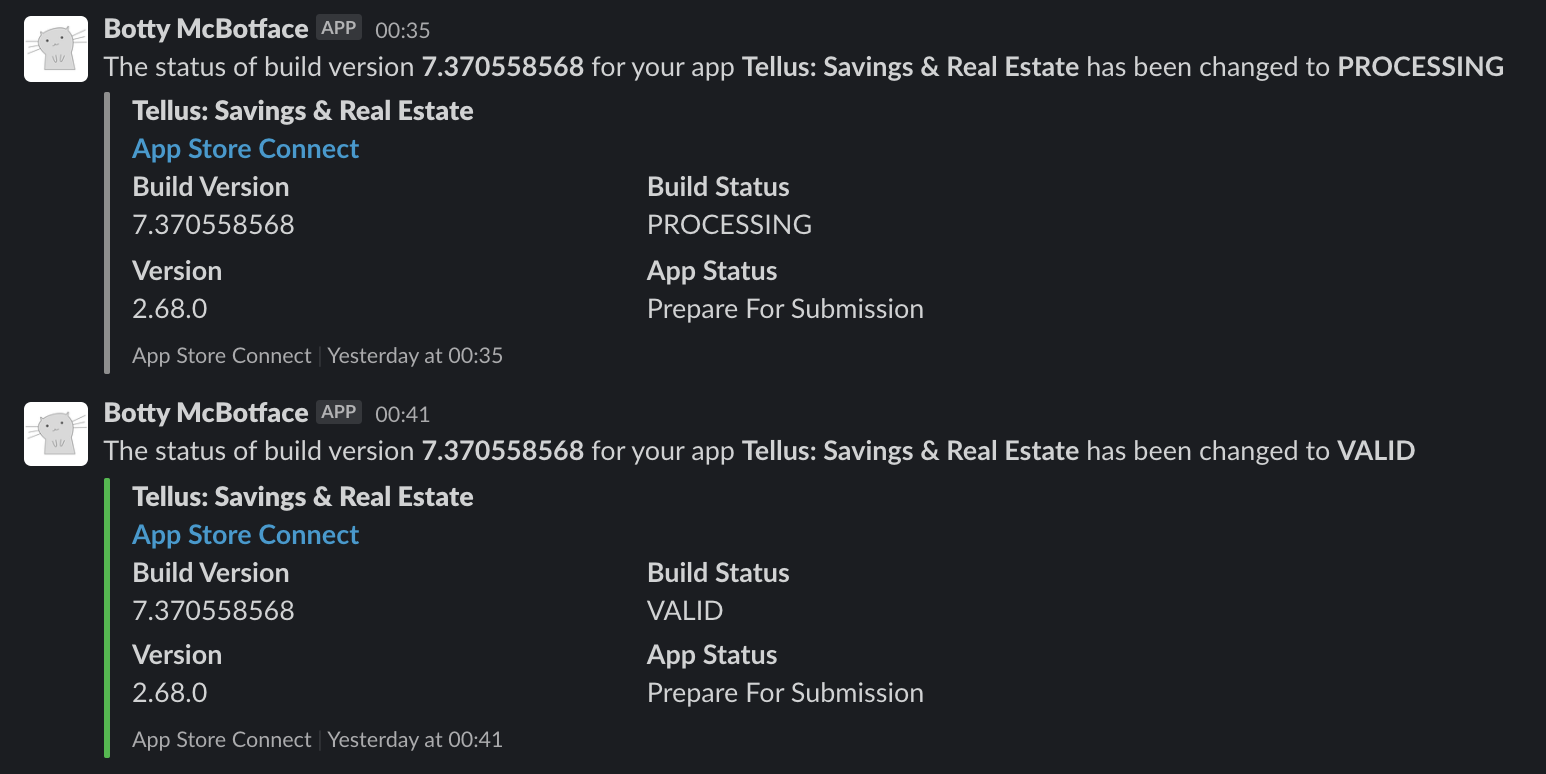 Botty McBotface APP 00:35
The status of build version 7.370558568 for your app Tellus: Savings & Real Estate has been changed to PROCESSING
Tellus: Savings & Real Estate
App Store Connect
Build Version Build Status
7.370558568 PROCESSING
Version App Status
2.68.0 Prepare For Submission
App Store Connect | Yesterday at 00:35
Botty McBotface APP 00:41
The status of build version 7.370558568 for your app Tellus: Savings & Real Estate has been changed to VALID
Tellus: Savings & Real Estate
App Store Connect
Build Version Build Status
7.370558568 VALID
Version App Status
2.68.0 Prepare For Submission
App Store Connect | Yesterday at 00:41